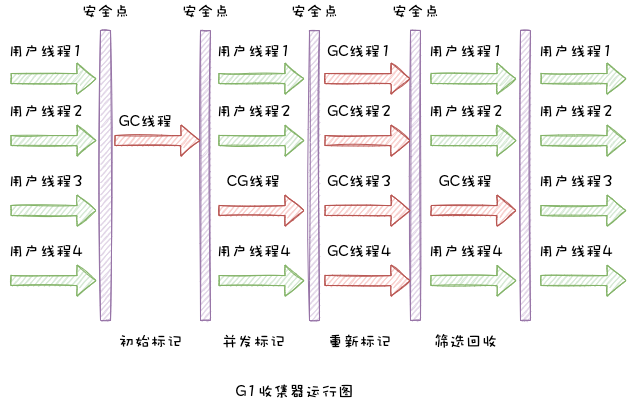 安全点 安全点 安全点 安全点
用户线程1 用户线程1 GC线程1 用户线程1 用户线程1
用户线程2 用户线程2 GC线程2 用户线程2 用户线程2
GC线程
用户线程3 CG线程 GC线程3 GC线程 用户线程3
用户线程4 用户线程4 GC线程4 用户线程4 用户线程4
初始标记 并发标记 重新标记 筛选回收
G1收集器运行图